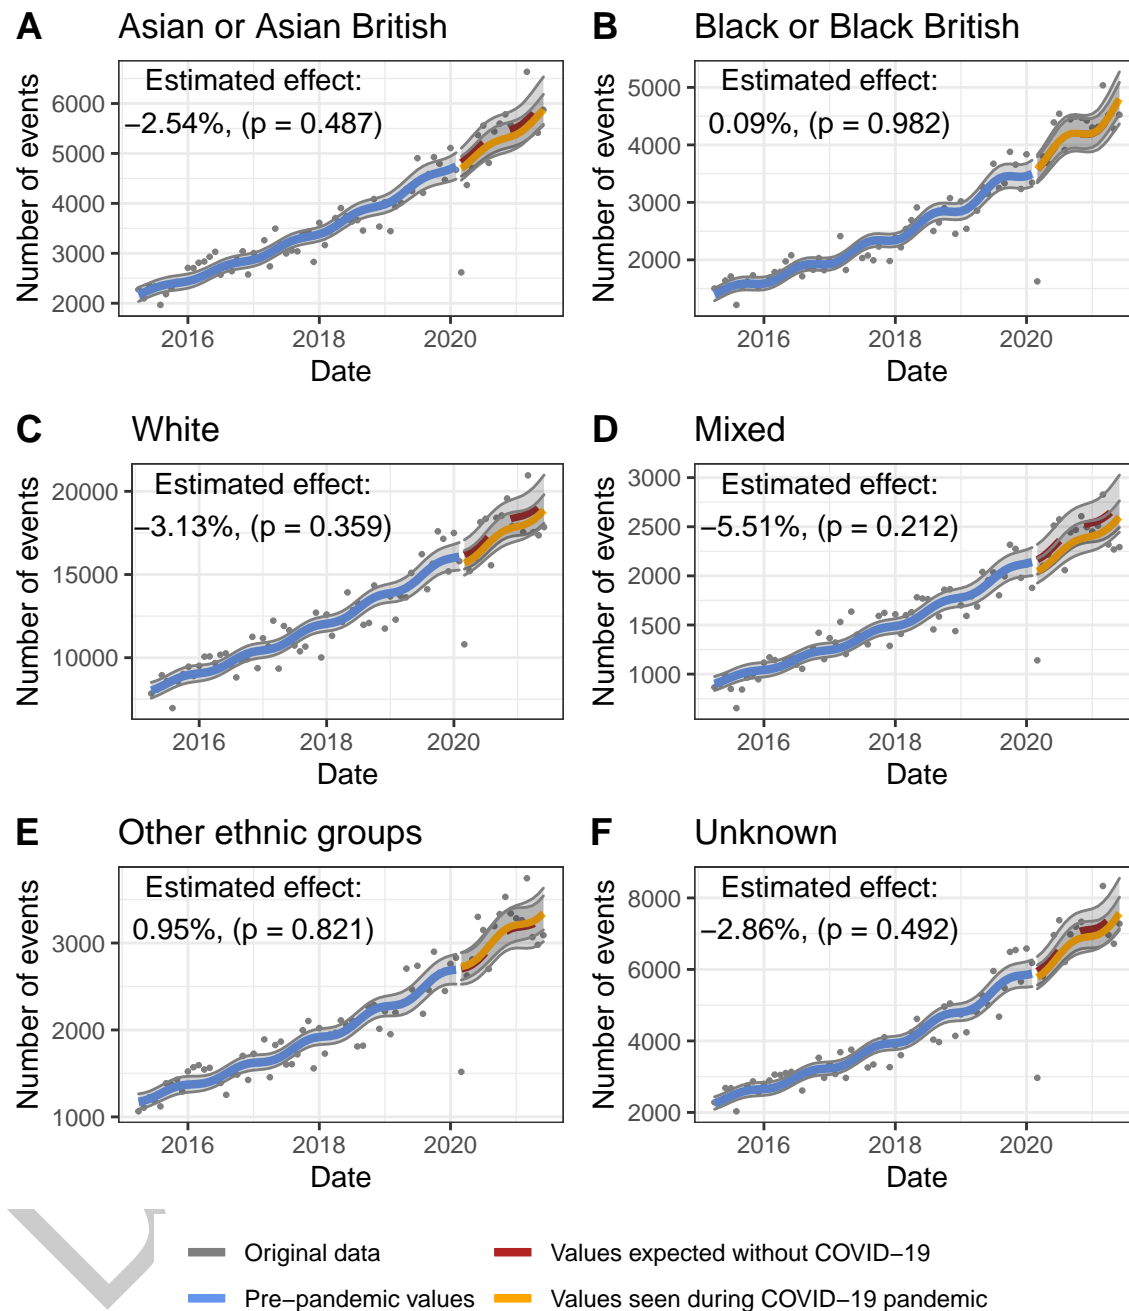 A Asian or Asian British
Number of events
Estimated effect:
−2.54%, (p = 0.487)
6000
5000
4000
3000
2000
2016 2018 2020
Date
B Black or Black British
Number of events
Estimated effect:
0.09%, (p = 0.982)
5000
4000
3000
2000
2016 2018 2020
Date
C White
Number of events
Estimated effect:
−3.13%, (p = 0.359)
20000
15000
10000
2016 2018 2020
Date
D Mixed
Number of events
Estimated effect:
−5.51%, (p = 0.212)
3000
2500
2000
1500
1000
2016 2018 2020
Date
E Other ethnic groups
Number of events
Estimated effect:
0.95%, (p = 0.821)
3000
2000
1000
2016 2018 2020
Date
F Unknown
Number of events
Estimated effect:
−2.86%, (p = 0.492)
8000
6000
4000
2000
2016 2018 2020
Date
Original data
Values expected without COVID−19
Pre−pandemic values
Values seen during COVID−19 pandemic